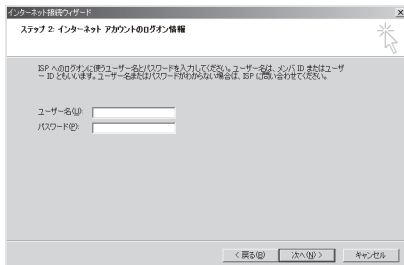 インターネット接続ウィザード
ステップ 2: インターネット アカウントのログオン情報
ISP へのログオンに使うユーザー名とパスワードを入力してください。ユーザー名は、メンバ ID またはユーザ
ー ID ともいいます。ユーザー名またはパスワードがわからない場合は、ISP に問い合わせてください。
ユーザー名(U):
パスワード(P):
< 戻る(B)
次へ(N) >
キャンセル